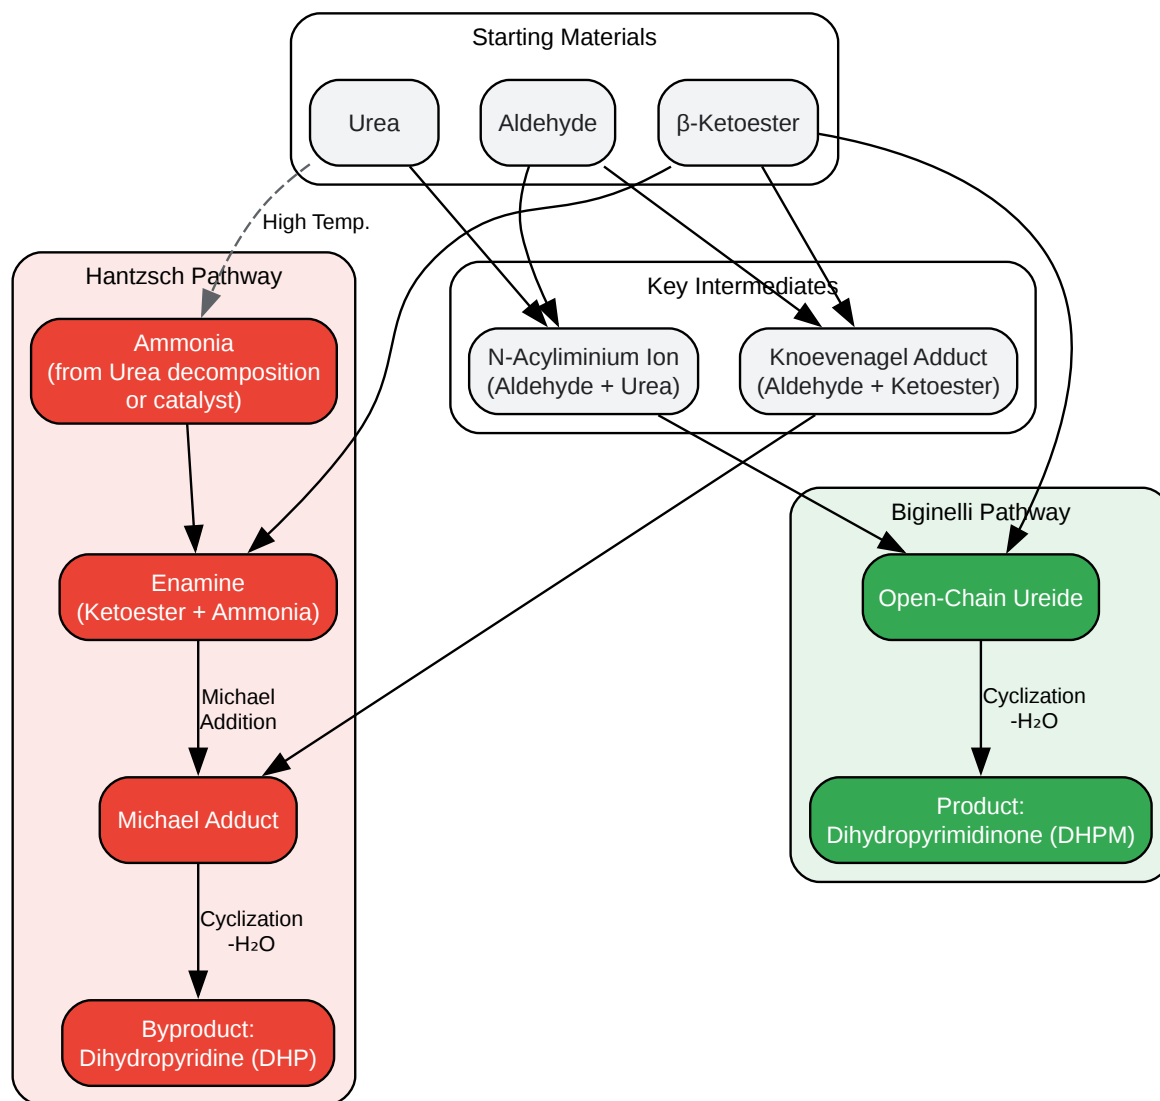 Starting Materials
Urea
Aldehyde
β-Ketoester
High Temp.
Hantzsch Pathway
Key Intermediates
Ammonia
(from Urea decomposition
or catalyst)
N-Acyliminium Ion
(Aldehyde + Urea)
Knoevenagel Adduct
(Aldehyde + Ketoester)
Biginelli Pathway
Enamine
(Ketoester + Ammonia)
Open-Chain Ureide
Michael
Addition
Cyclization
-H₂O
Michael Adduct
Product:
Dihydropyrimidinone (DHPM)
Cyclization
-H₂O
Byproduct:
Dihydropyridine (DHP)